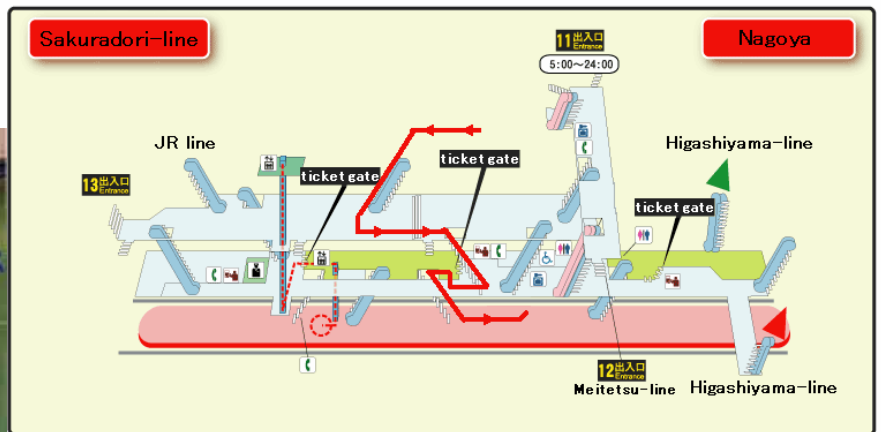 Sakuradori-line
11出入口
Entrance
Nagoya
5:00~24:00
JR line
Higashiyama-line
ticket gate
ticket gate
13出入口
Entrance
ticket gate
12出入口
Entrance
Meitetsu-line
Higashiyama-line